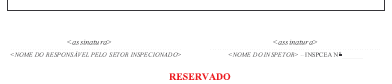 <assinatura> <assinatura>
<NOME DO RESPONSÁVEL PELO SETOR INSPECIONADO> <NOME DO INSPETOR> – INSPCEA Nº
RESERVADO